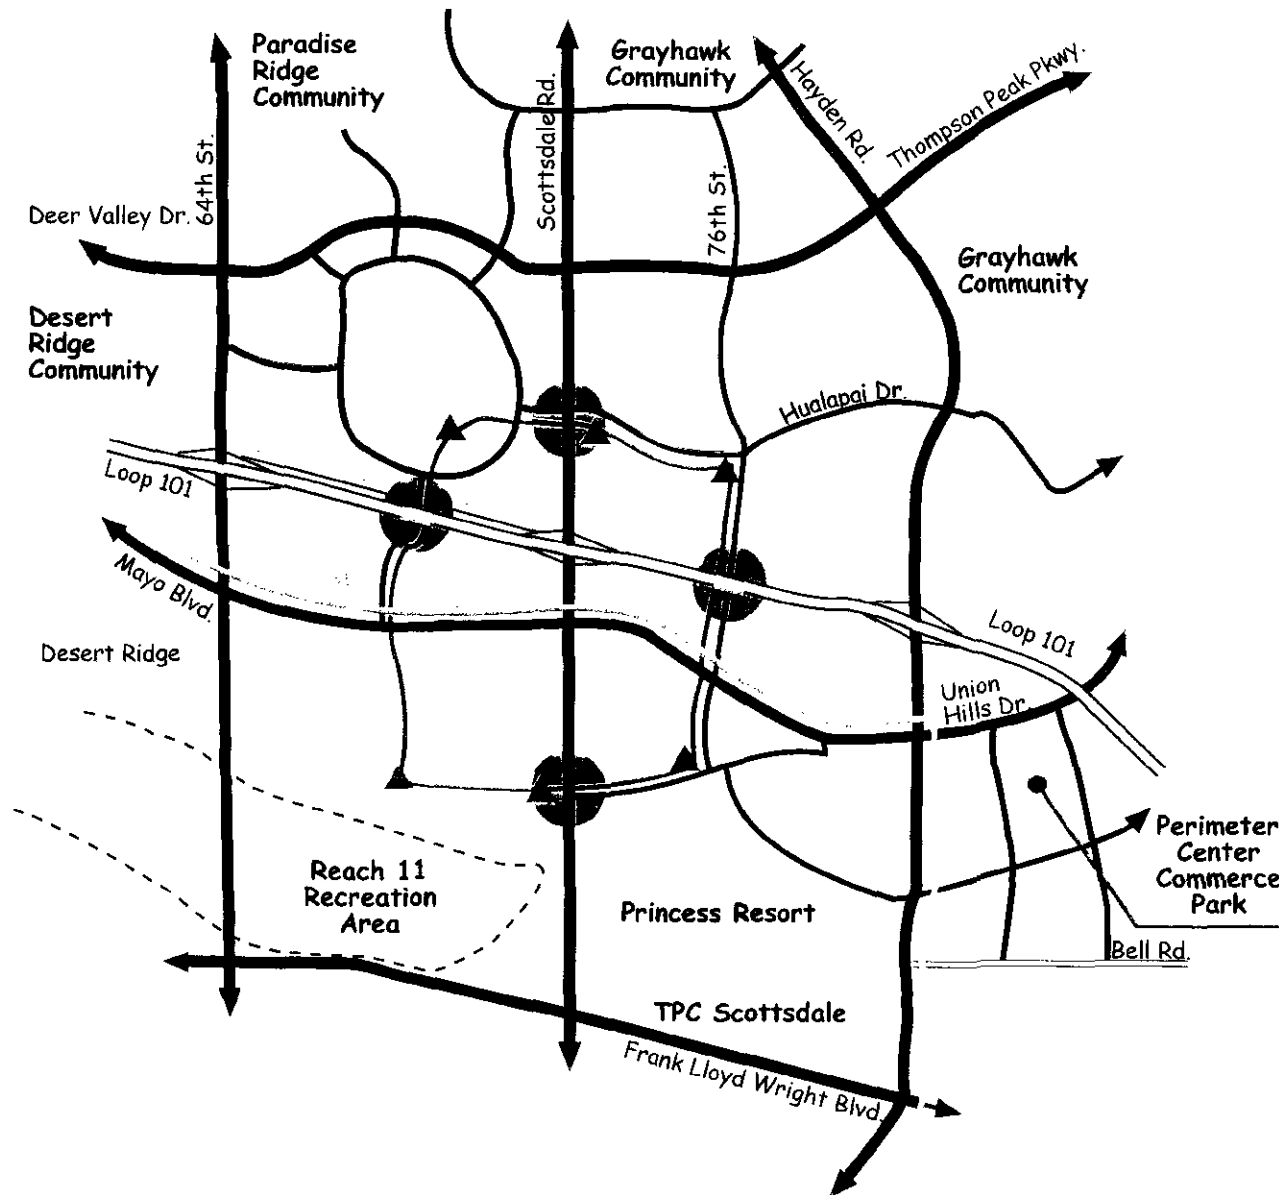 Paradise
Ridge
Community
Grayhawk
Community
Scottsdale Rd.
Hayden Rd.
Thompson Peak Pkwy.
64th St.
76th St.
Deer Valley Dr.
Grayhawk
Community
Desert
Ridge
Community
Hualapai Dr.
Loop 101
Mayo Blvd.
Loop 101
Desert Ridge
Union
Hills Dr.
Perimeter
Center
Commerce
Park
Reach 11
Recreation
Area
Princess Resort
Bell Rd.
TPC Scottsdale
Frank Lloyd Wright Blvd.